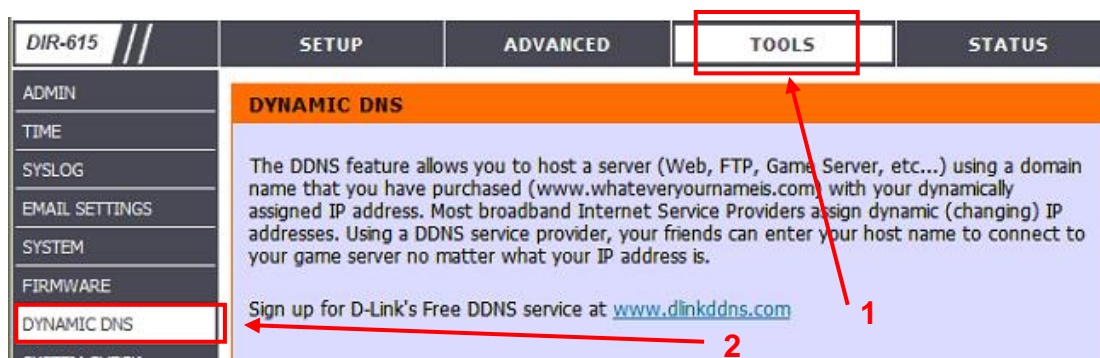 DIR-615 SETUP ADVANCED TOOLS STATUS
ADMIN
TIME
SYSLOG
EMAIL SETTINGS
SYSTEM
FIRMWARE
DYNAMIC DNS
DYNAMIC DNS
The DDNS feature allows you to host a server (Web, FTP, Game Server, etc...) using a domain
name that you have purchased (www.whateveryournameis.com) with your dynamically
assigned IP address. Most broadband Internet Service Providers assign dynamic (changing) IP
addresses. Using a DDNS service provider, your friends can enter your host name to connect to
your game server no matter what your IP address is.
Sign up for D-Link's Free DDNS service at www.dlinkddns.com
1
2